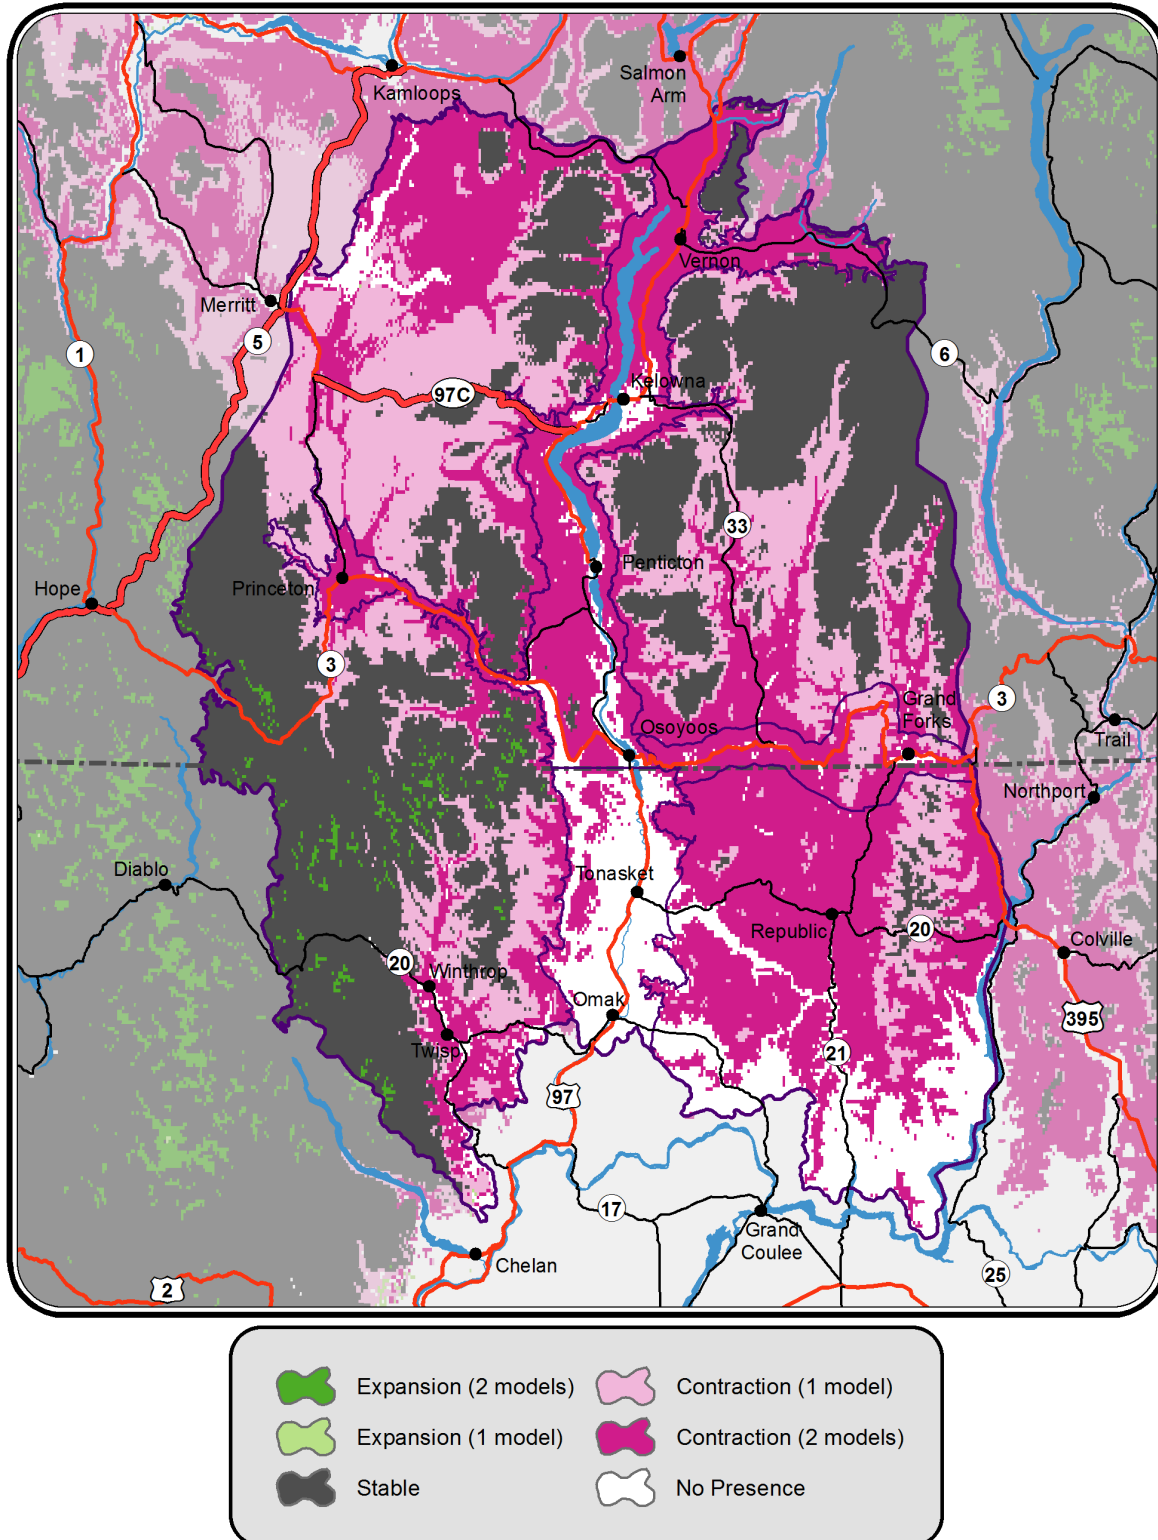 Salmon
Arm
Kamloops
Vernon
Merritt
5
1
6
97C
Kelowna
33
Penticton
Hope
Princeton
3
3
Grand
Forks
Osoyoos
Trail
Northport
Diablo
Tonasket
Republic
20
Colville
20
Winthrop
Omak
395
Twisp
21
97
17
Grand
Coulee
Chelan
25
2
Expansion (2 models)
Contraction (1 model)
Expansion (1 model)
Contraction (2 models)
Stable
No Presence